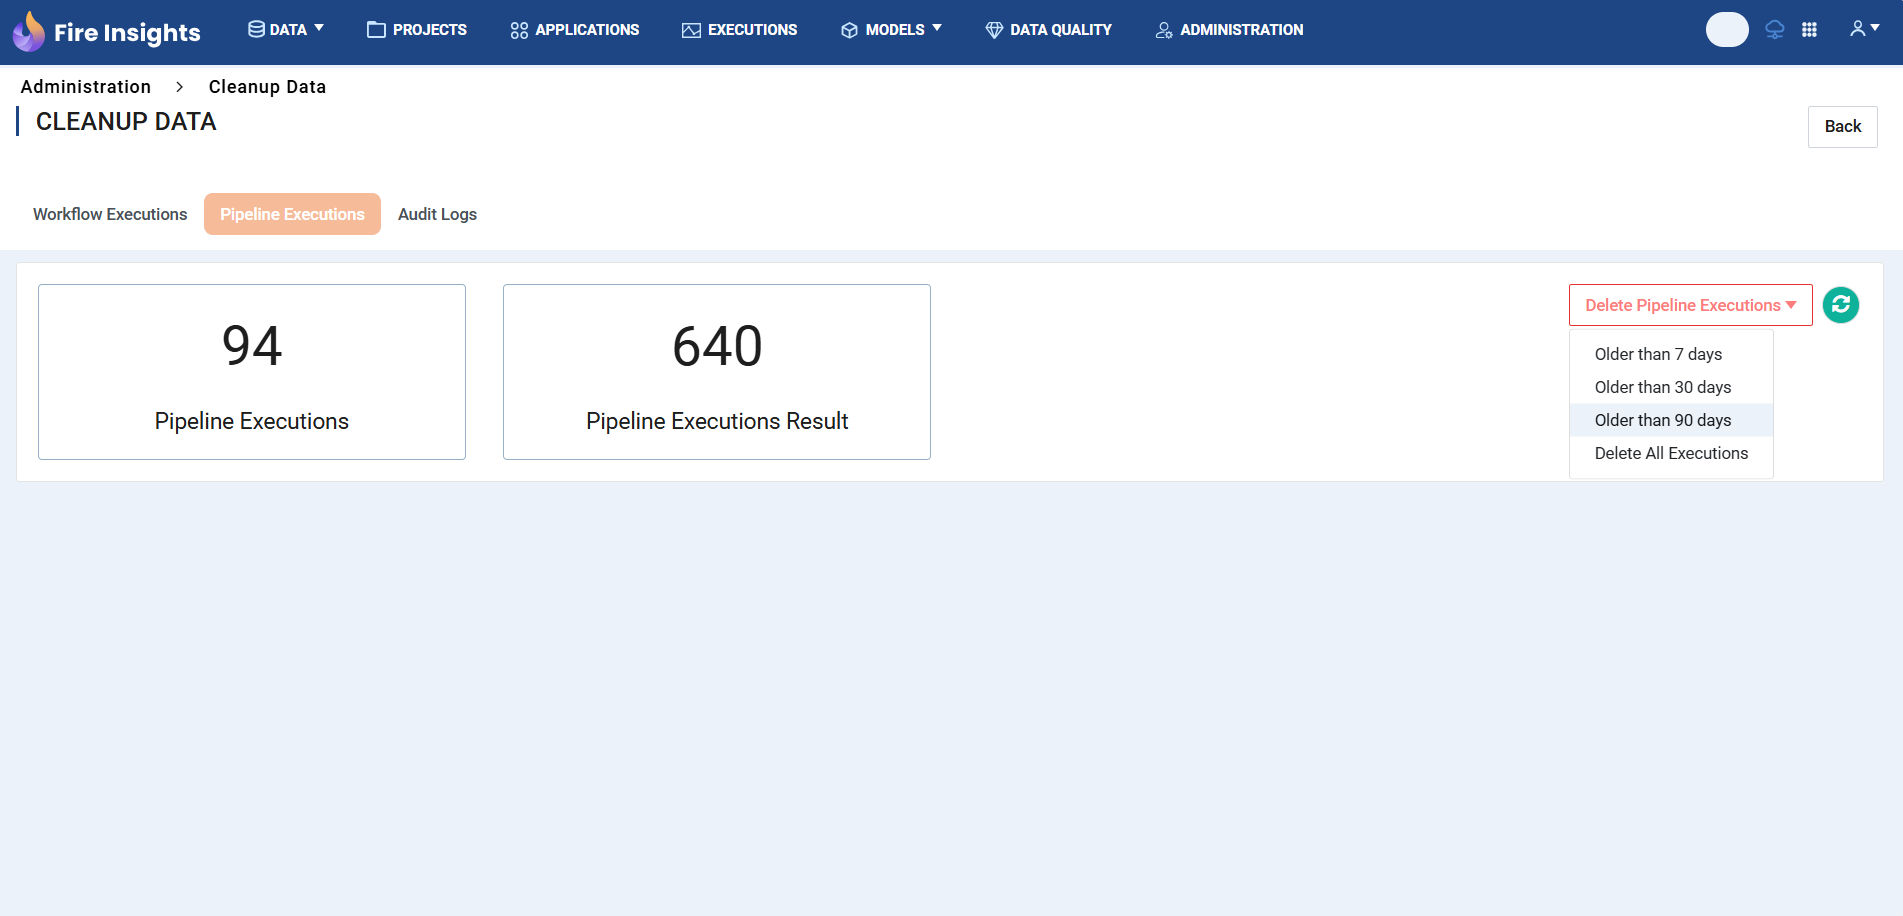 Fire Insights
DATA
PROJECTS
APPLICATIONS
EXECUTIONS
MODELS
DATA QUALITY
ADMINISTRATION
Administration > Cleanup Data
CLEANUP DATA
Back
Workflow Executions
Pipeline Executions
Audit Logs
94
Pipeline Executions
640
Pipeline Executions Result
Delete Pipeline Executions
Older than 7 days
Older than 30 days
Older than 90 days
Delete All Executions